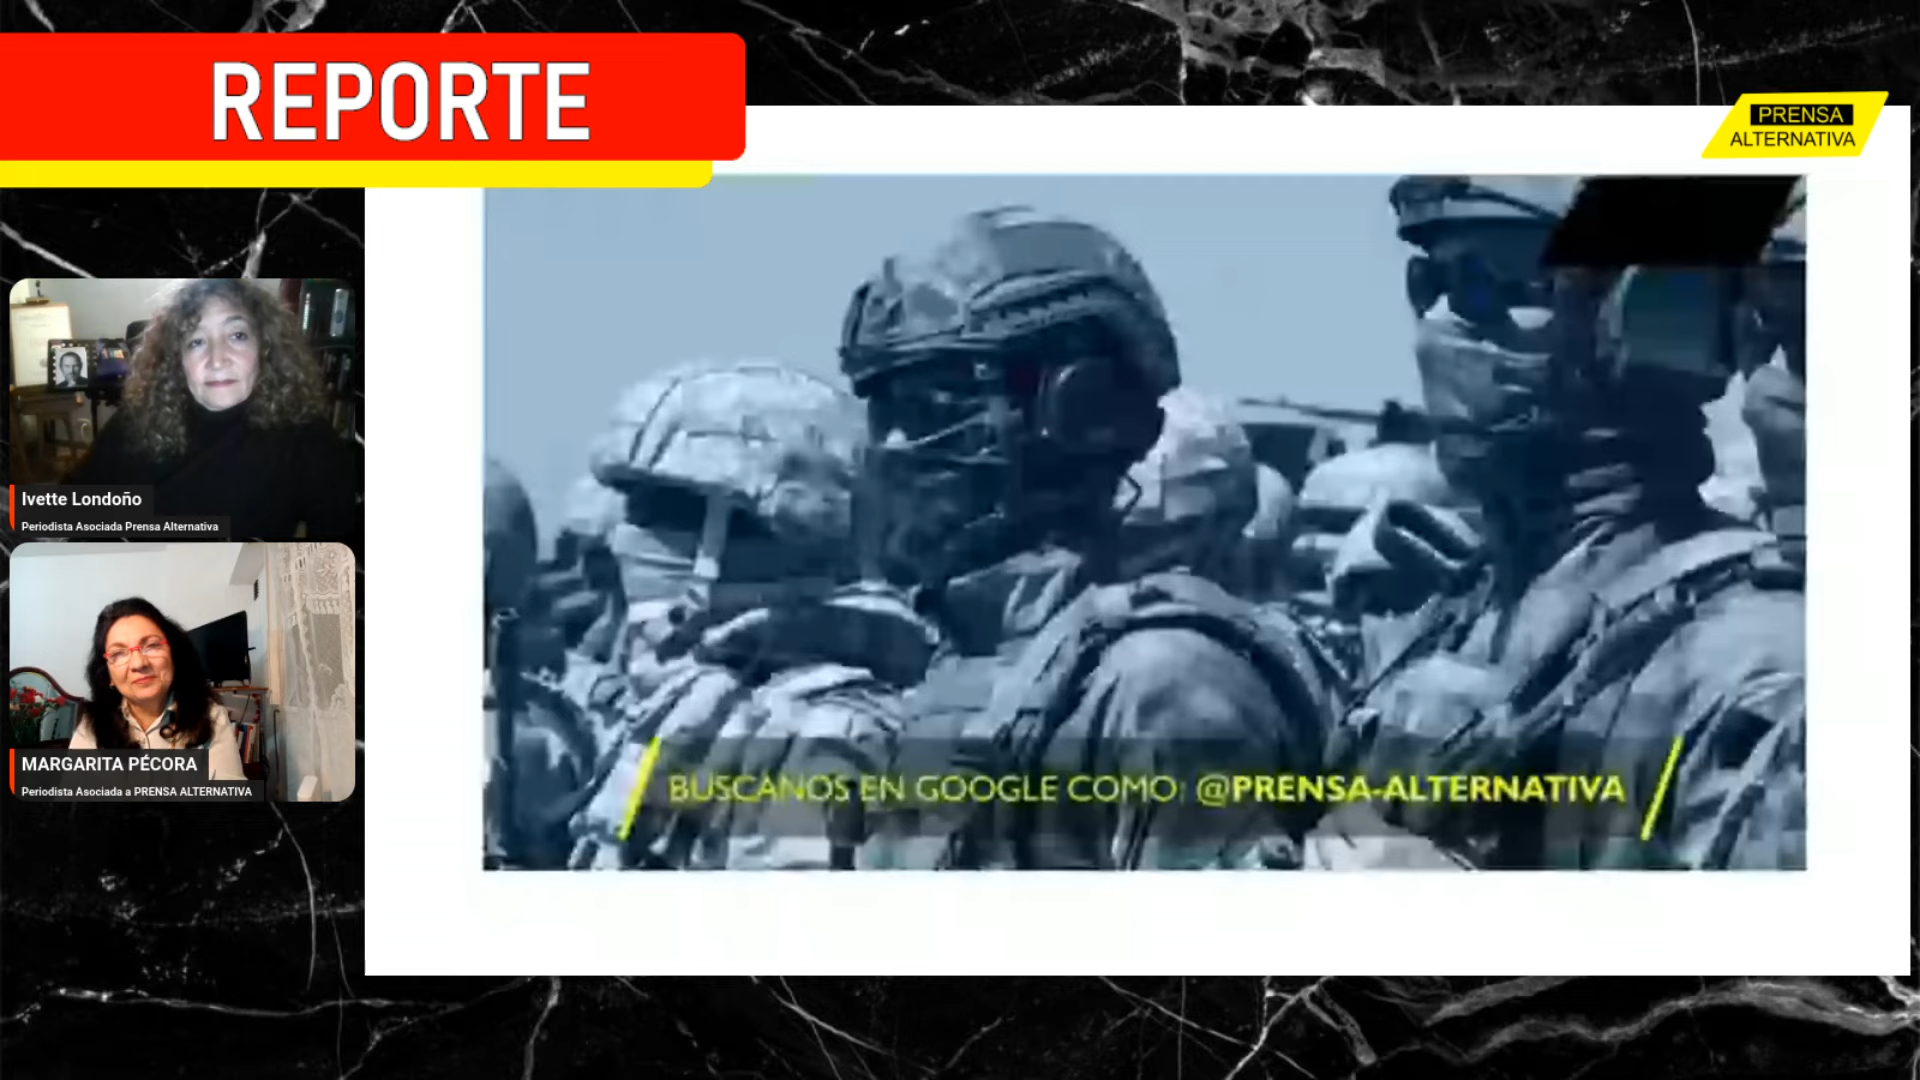 REPORTE
PRENSA
ALTERNATIVA
Ivette Londoño
Periodista Asociada Prensa Alternativa
MARGARITA PÉCORA
Periodista Asociada a PRENSA ALTERNATIVA
BUSCANOS EN GOOGLE COMO: @PRENSA-ALTERNATIVA